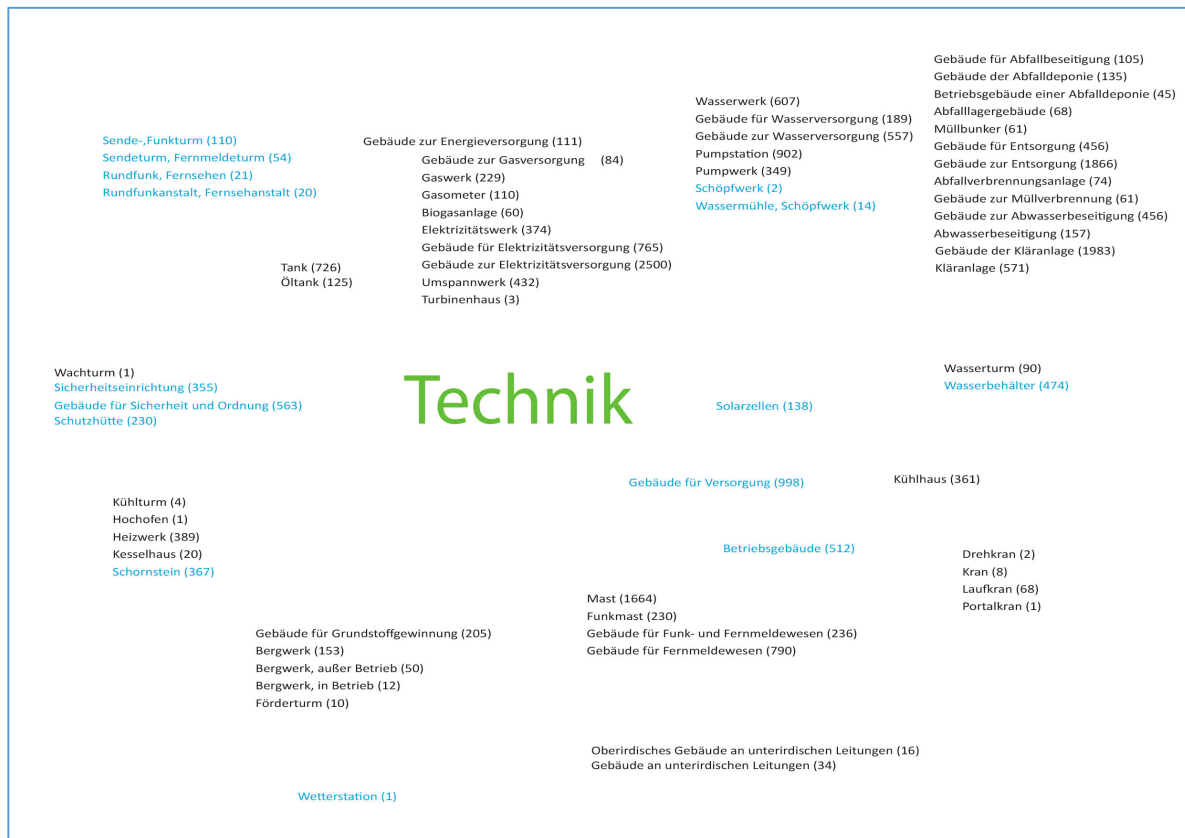 Gebäude für Abfallbeseitigung (105)
Gebäude der Abfalldeponie (135)
Betriebsgebäude einer Abfalldeponie (45)
Abfalllagergebäude (68)
Müllbunker (61)
Gebäude für Entsorgung (456)
Gebäude zur Entsorgung (1866)
Abfallverbrennungsanlage (74)
Gebäude zur Müllverbrennung (61)
Gebäude zur Abwasserbeseitigung (456)
Abwasserbeseitigung (157)
Gebäude der Kläranlage (1983)
Kläranlage (571)
Wasserwerk (607)
Gebäude für Wasserversorgung (189)
Gebäude zur Wasserversorgung (557)
Pumpstation (902)
Pumpwerk (349)
Schöpfwerk (2)
Wassermühle, Schöpfwerk (14)
Sende-,Funkturm (110)
Sendeturm, Fernmeldeturm (54)
Rundfunk, Fernsehen (21)
Rundfunkanstalt, Fernsehanstalt (20)
Gebäude zur Energieversorgung (111)
Gebäude zur Gasversorgung (84)
Gaswerk (229)
Gasometer (110)
Biogasanlage (60)
Elektrizitätswerk (374)
Gebäude für Elektrizitätsversorgung (765)
Gebäude zur Elektrizitätsversorgung (2500)
Umspannwerk (432)
Turbinenhaus (3)
Tank (726)
Öltank (125)
Wachturm (1)
Sicherheitseinrichtung (355)
Gebäude für Sicherheit und Ordnung (563)
Schutzhütte (230)
Technik
Solarzellen (138)
Wasserturm (90)
Wasserbehälter (474)
Gebäude für Versorgung (998)
Kühlhaus (361)
Kühlturm (4)
Hochofen (1)
Heizwerk (389)
Kesselhaus (20)
Schornstein (367)
Betriebsgebäude (512)
Drehkran (2)
Kran (8)
Laufkran (68)
Portalkran (1)
Mast (1664)
Funkmast (230)
Gebäude für Funk- und Fernmeldewesen (236)
Gebäude für Fernmeldewesen (790)
Gebäude für Grundstoffgewinnung (205)
Bergwerk (153)
Bergwerk, außer Betrieb (50)
Bergwerk, in Betrieb (12)
Förderturm (10)
Oberirdisches Gebäude an unterirdischen Leitungen (16)
Gebäude an unterirdischen Leitungen (34)
Wetterstation (1)